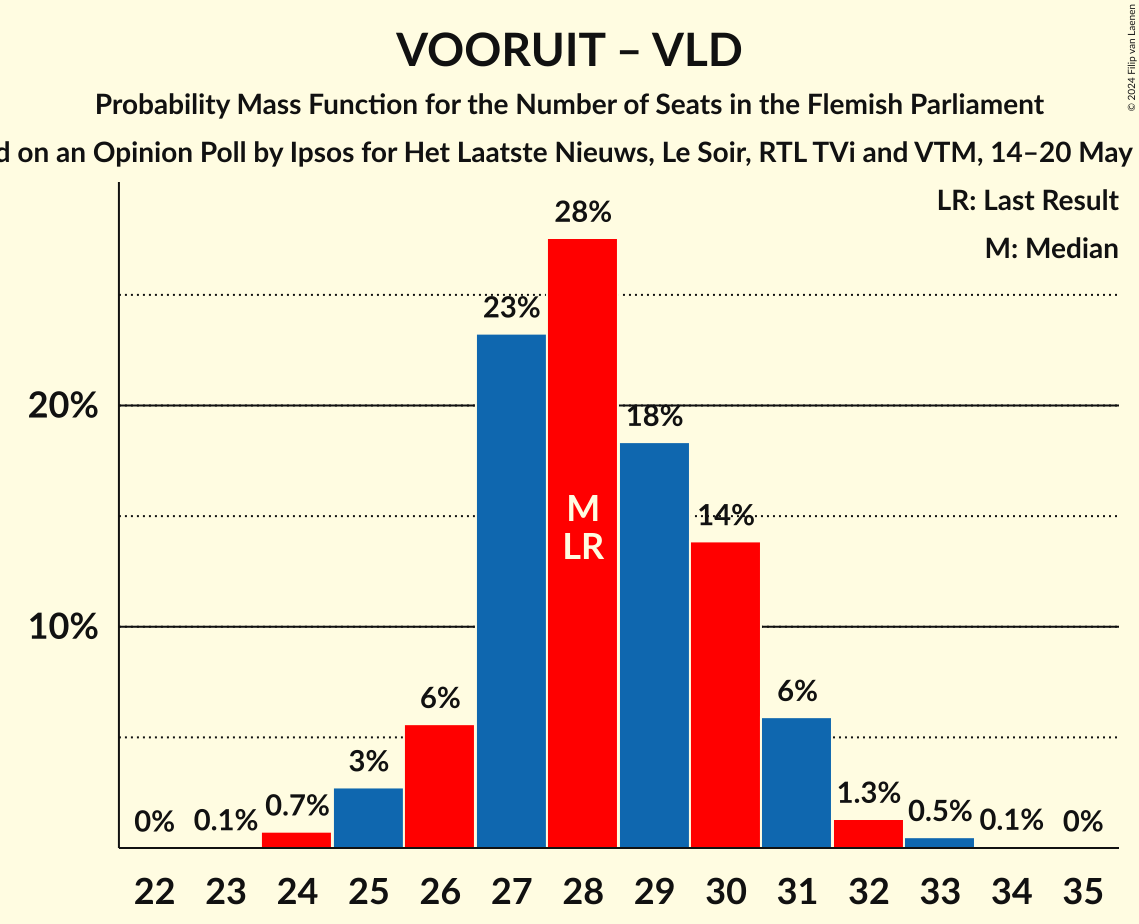 VOORUIT – VLD
Probability Mass Function for the Number of Seats in the Flemish Parliament
on an Opinion Poll by Ipsos for Het Laatste Nieuws, Le Soir, RTL TVi and VTM, 14–20 May
© 2024 Filip van Laenen
LR: Last Result
M: Median
28%
23%
20%
18%
M
LR
14%
10%
6%
6%
3%
0%
0.1%
0.7%
1.3%
0.5%
0.1%
0%
22 23 24 25 26 27 28 29 30 31 32 33 34 35